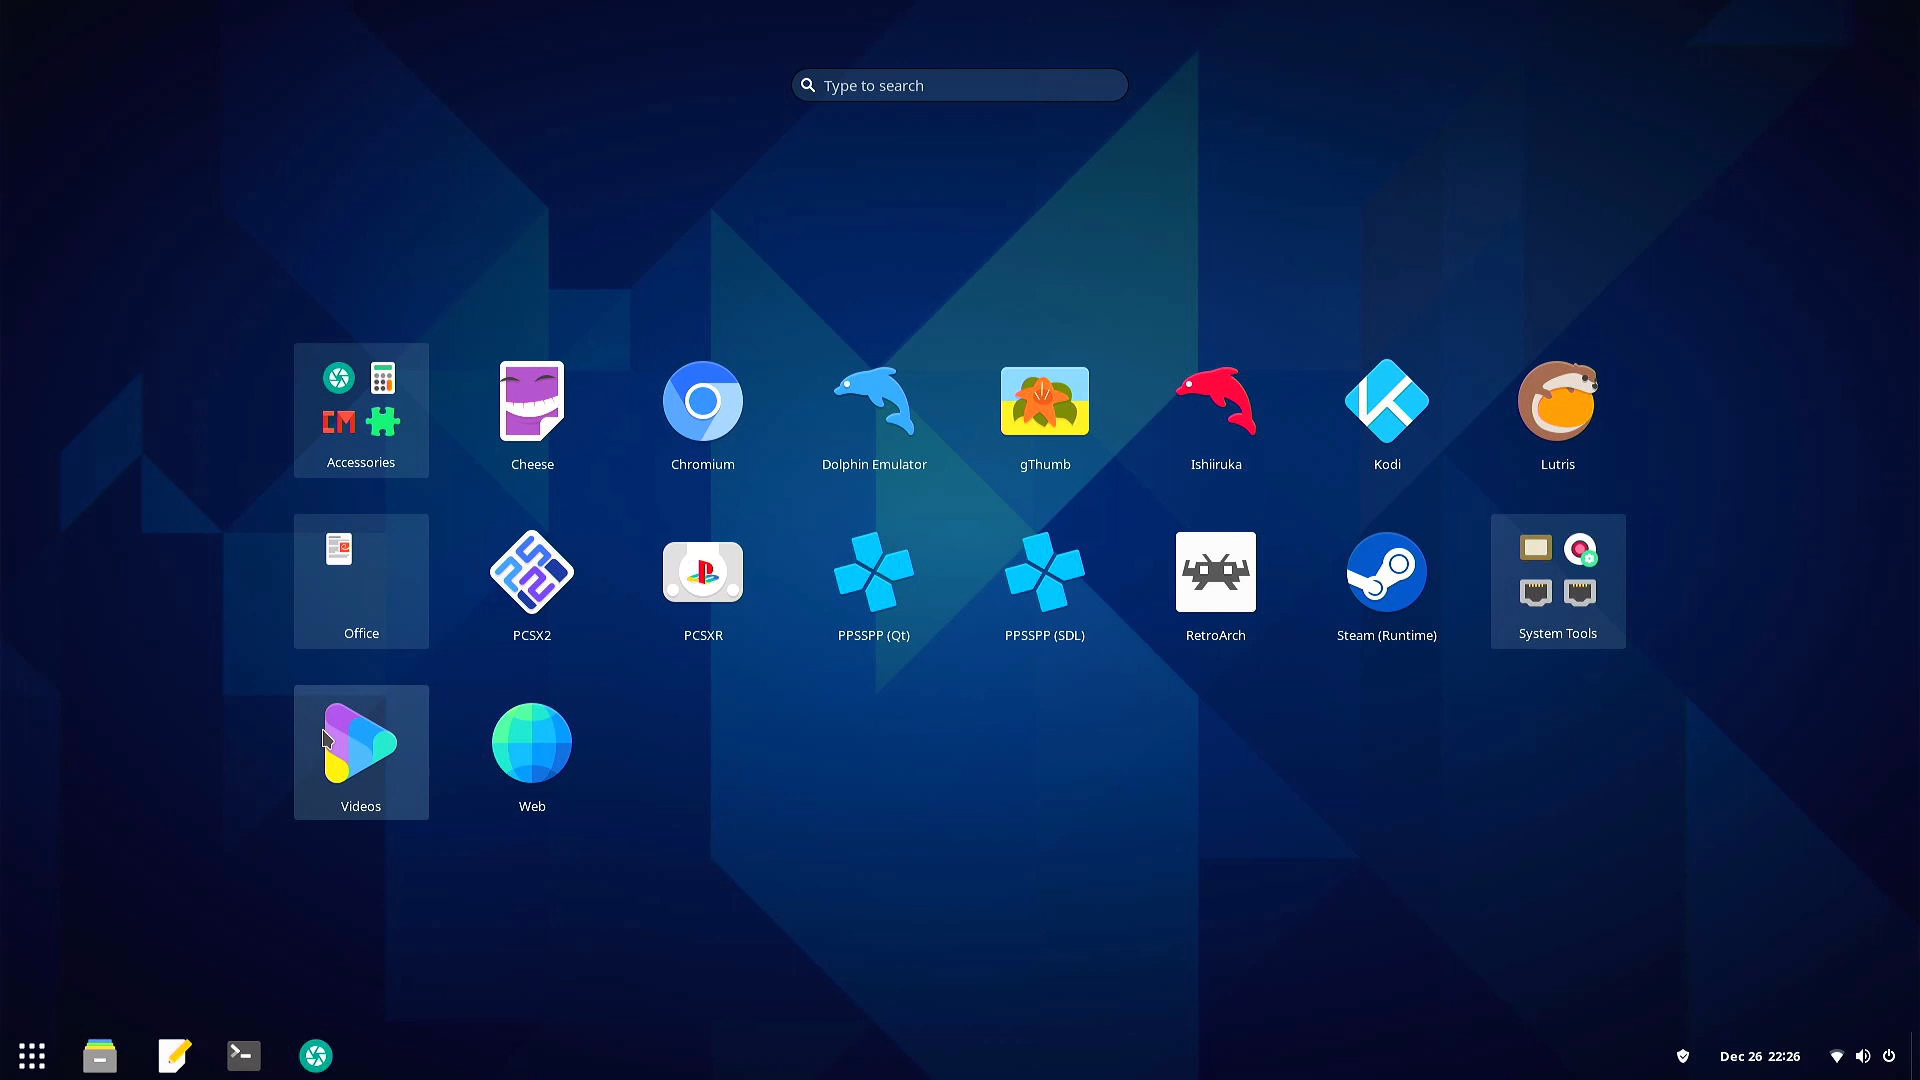 Type to search
Accessories
Cheese
Chromium
Dolphin Emulator
gThumb
Ishiiruka
Kodi
Lutris
Office
PCSX2
PCSXR
PPSSPP (Qt)
PPSSPP (SDL)
RetroArch
Steam (Runtime)
System Tools
Videos
Web
Dec 26 22:26